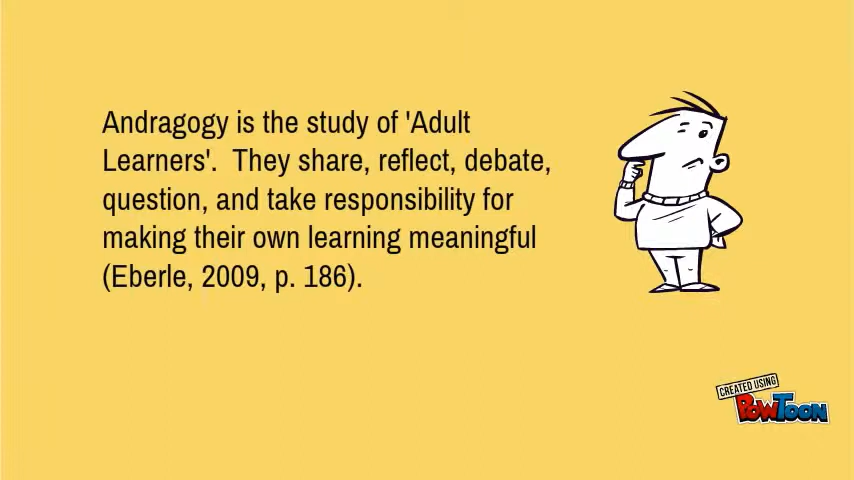 Andragogy is the study of 'Adult
Learners'.  They share, reflect, debate,
question, and take responsibility for
making their own learning meaningful
(Eberle, 2009, p. 186).
CREATED USING
POWTOON